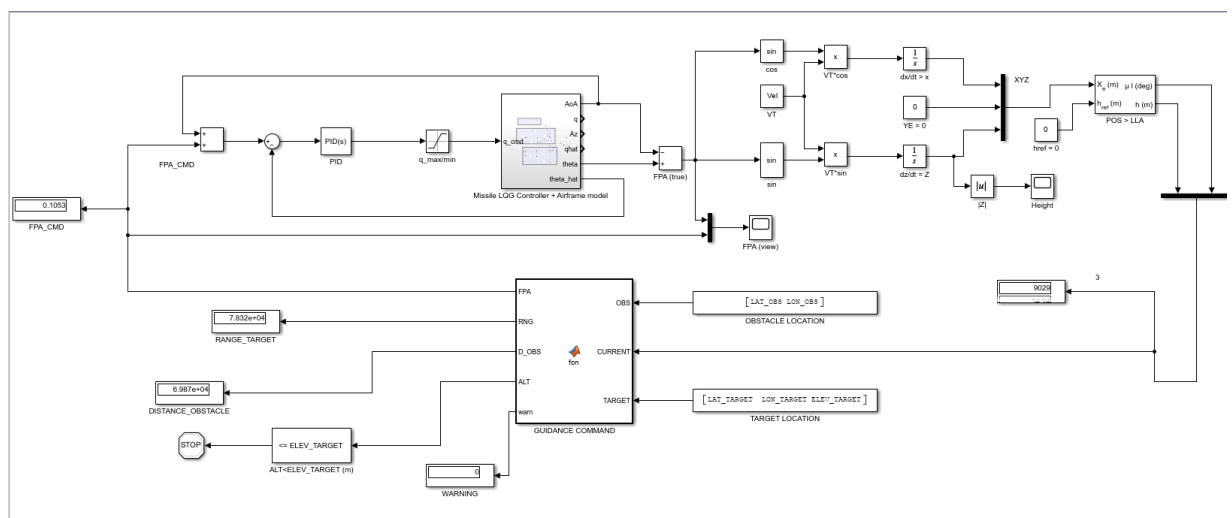 AoA
q
Az
qhat
theta
theta_hat
q_cmd
Missile LQG Controller + Airframe model
+
+
FPA_CMD
+
−
PID(s)
PID
q_max/min
−
+
FPA (true)
sin
cos
Vel
VT
sin
sin
x
VT*cos
x
VT*sin
1
s
dx/dt > x
0
YE = 0
1
s
dz/dt = Z
|u|
|Z|
Height
XYZ
0
href = 0
X_e (m)
h_ref (m)
μ l (deg)
h (m)
POS > LLA
0.1053
FPA_CMD
FPA (view)
FPA
RNG
D_OBS
ALT
warn
OBS
CURRENT
TARGET
fcn
GUIDANCE COMMAND
[LAT_OBS LON_OBS]
OBSTACLE LOCATION
[LAT_TARGET LON_TARGET ELEV_TARGET]
TARGET LOCATION
3
9029
7.832e+04
RANGE_TARGET
6.987e+04
DISTANCE_OBSTACLE
STOP
<= ELEV_TARGET
ALT<ELEV_TARGET (m)
0
WARNING